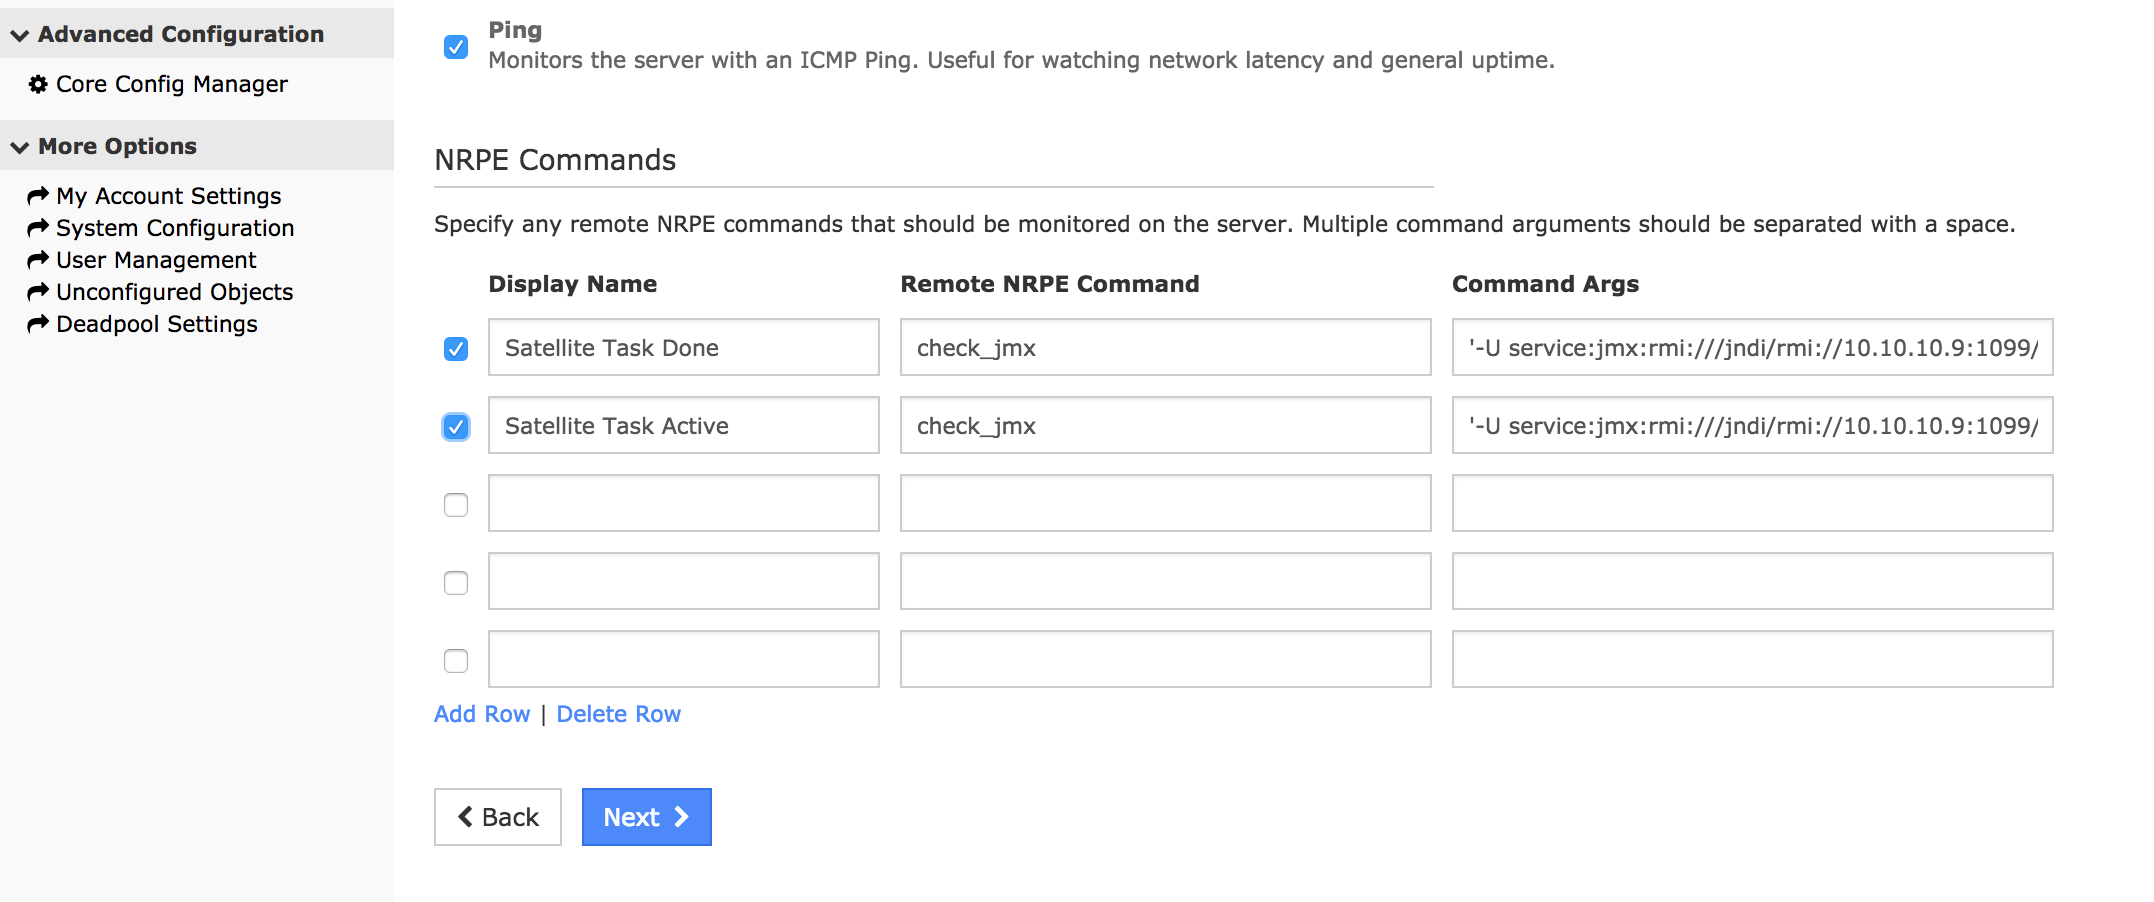 Advanced Configuration
Core Config Manager
More Options
My Account Settings
System Configuration
User Management
Unconfigured Objects
Deadpool Settings
Ping
Monitors the server with an ICMP Ping. Useful for watching network latency and general uptime.
NRPE Commands
Specify any remote NRPE commands that should be monitored on the server. Multiple command arguments should be separated with a space.
Display Name Remote NRPE Command Command Args
Satellite Task Done check_jmx '-U service:jmx:rmi:///jndi/rmi://10.10.10.9:1099/
Satellite Task Active check_jmx '-U service:jmx:rmi:///jndi/rmi://10.10.10.9:1099/
Add Row | Delete Row
Back Next